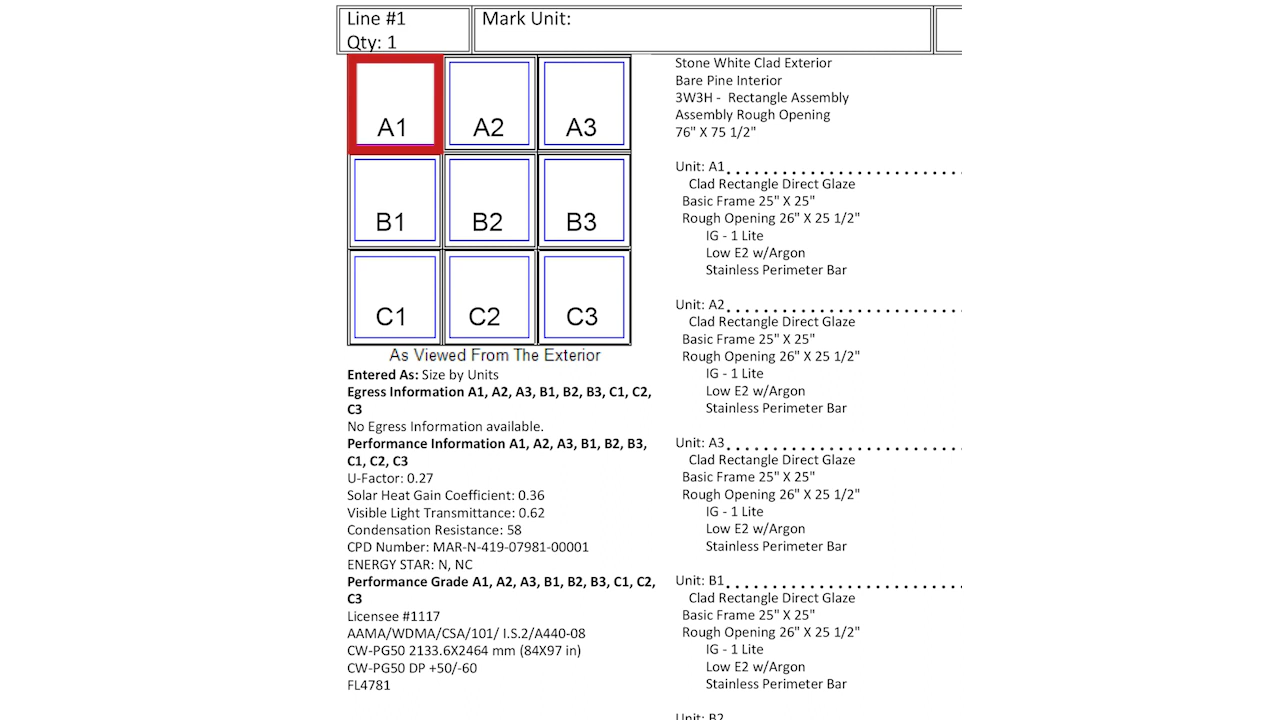 Line #1
Qty: 1
Mark Unit:
A1 A2 A3
B1 B2 B3
C1 C2 C3
As Viewed From The Exterior
Entered As: Size by Units
Egress Information A1, A2, A3, B1, B2, B3, C1, C2,
C3
No Egress Information available.
Performance Information A1, A2, A3, B1, B2, B3,
C1, C2, C3
U-Factor: 0.27
Solar Heat Gain Coefficient: 0.36
Visible Light Transmittance: 0.62
Condensation Resistance: 58
CPD Number: MAR-N-419-07981-00001
ENERGY STAR: N, NC
Performance Grade A1, A2, A3, B1, B2, B3, C1, C2,
C3
Licensee #1117
AAMA/WDMA/CSA/101/ I.S.2/A440-08
CW-PG50 2133.6X2464 mm (84X97 in)
CW-PG50 DP +50/-60
FL4781
Stone White Clad Exterior
Bare Pine Interior
3W3H - Rectangle Assembly
Assembly Rough Opening
76" X 75 1/2"
Unit: A1
Clad Rectangle Direct Glaze
Basic Frame 25" X 25"
Rough Opening 26" X 25 1/2"
IG - 1 Lite
Low E2 w/Argon
Stainless Perimeter Bar
Unit: A2
Clad Rectangle Direct Glaze
Basic Frame 25" X 25"
Rough Opening 26" X 25 1/2"
IG - 1 Lite
Low E2 w/Argon
Stainless Perimeter Bar
Unit: A3
Clad Rectangle Direct Glaze
Basic Frame 25" X 25"
Rough Opening 26" X 25 1/2"
IG - 1 Lite
Low E2 w/Argon
Stainless Perimeter Bar
Unit: B1
Clad Rectangle Direct Glaze
Basic Frame 25" X 25"
Rough Opening 26" X 25 1/2"
IG - 1 Lite
Low E2 w/Argon
Stainless Perimeter Bar
Unit: B2